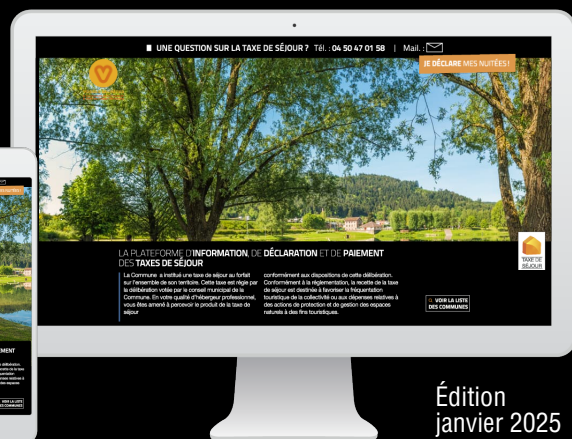 UNE QUESTION SUR LA TAXE DE SÉJOUR ? Tél. : 04 50 47 01 58 | Mail. :
JE DÉCLARE MES NUITÉES !
LA PLATEFORME D'INFORMATION, DE DÉCLARATION ET DE PAIEMENT
DES TAXES DE SÉJOUR
La Commune a institué une taxe de séjour au forfait
sur l'ensemble de son territoire. Cette taxe est régie par
la délibération votée par le conseil municipal de la
Commune. En votre qualité d'hébergeur professionnel,
vous êtes amené à percevoir le produit de la taxe de
séjour
conformément aux dispositions de cette délibération.
Conformément à la réglementation, la recette de la taxe
de séjour est destinée à favoriser la fréquentation
touristique de la collectivité ou aux dépenses relatives à
des actions de protection et de gestion des espaces
naturels à des fins touristiques.
TAXE DE
SÉJOUR
VOIR LA LISTE
DES COMMUNES
VOIR LA LISTE
DES COMMUNES
Édition
janvier 2025